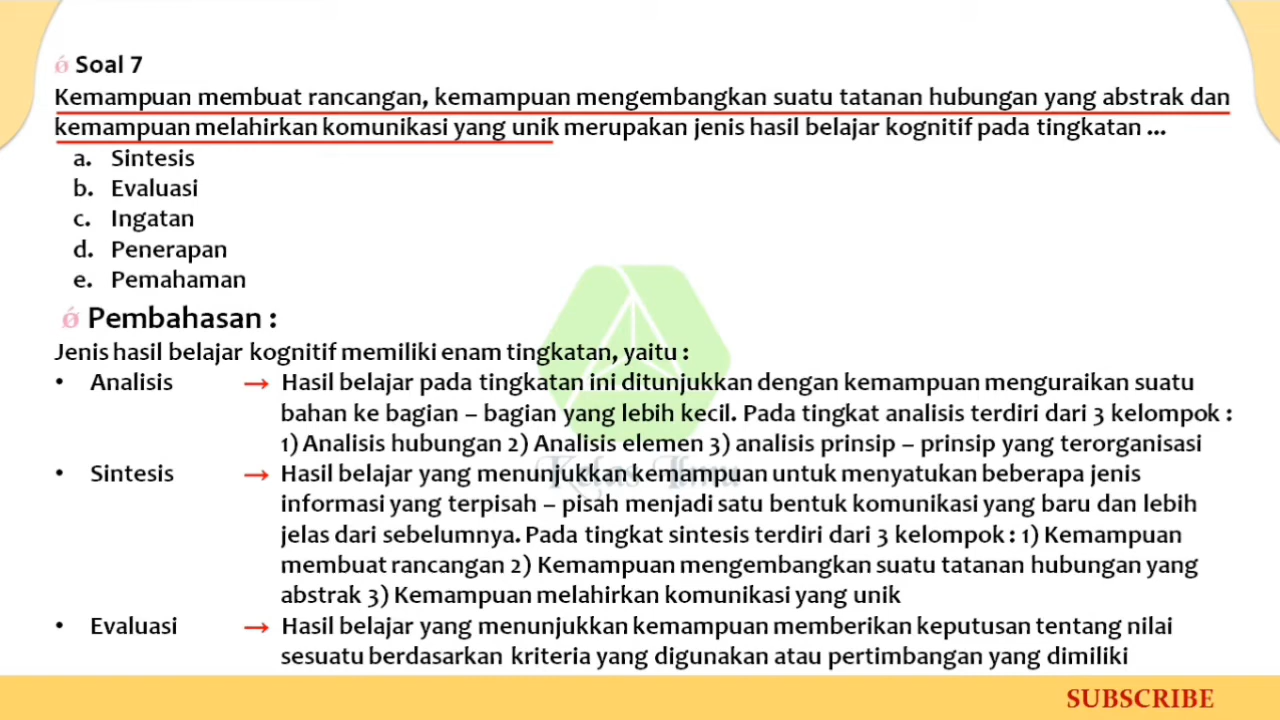 ǿ Soal 7
Kemampuan membuat rancangan, kemampuan mengembangkan suatu tatanan hubungan yang abstrak dan
kemampuan melahirkan komunikasi yang unik merupakan jenis hasil belajar kognitif pada tingkatan ...
a. Sintesis
b. Evaluasi
c. Ingatan
d. Penerapan
e. Pemahaman
ǿ Pembahasan :
Jenis hasil belajar kognitif memiliki enam tingkatan, yaitu :
• Analisis → Hasil belajar pada tingkatan ini ditunjukkan dengan kemampuan menguraikan suatu
bahan ke bagian – bagian yang lebih kecil. Pada tingkat analisis terdiri dari 3 kelompok :
1) Analisis hubungan 2) Analisis elemen 3) analisis prinsip – prinsip yang terorganisasi
• Sintesis → Hasil belajar yang menunjukkan kemampuan untuk menyatukan beberapa jenis
informasi yang terpisah – pisah menjadi satu bentuk komunikasi yang baru dan lebih
jelas dari sebelumnya. Pada tingkat sintesis terdiri dari 3 kelompok : 1) Kemampuan
membuat rancangan 2) Kemampuan mengembangkan suatu tatanan hubungan yang
abstrak 3) Kemampuan melahirkan komunikasi yang unik
• Evaluasi → Hasil belajar yang menunjukkan kemampuan memberikan keputusan tentang nilai
sesuatu berdasarkan kriteria yang digunakan atau pertimbangan yang dimiliki
Kelas Ilmu
SUBSCRIBE